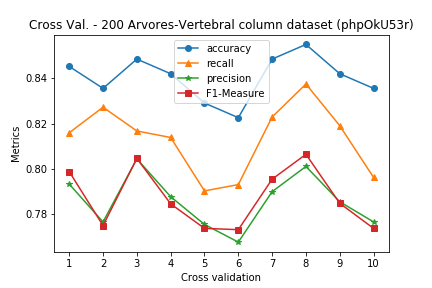 Cross Val. - 200 Arvores-Vertebral column dataset (phpOkU53r)
accuracy
recall
precision
F1-Measure
Metrics
0.84
0.82
0.80
0.78
1 2 3 4 5 6 7 8 9 10
Cross validation